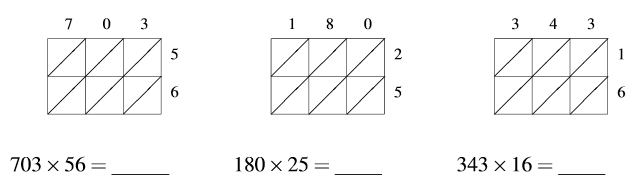 7 0 3
5
6
1 8 0
2
5
3 4 3
1
6
703 × 56 = _____
180 × 25 = ____
343 × 16 = ____